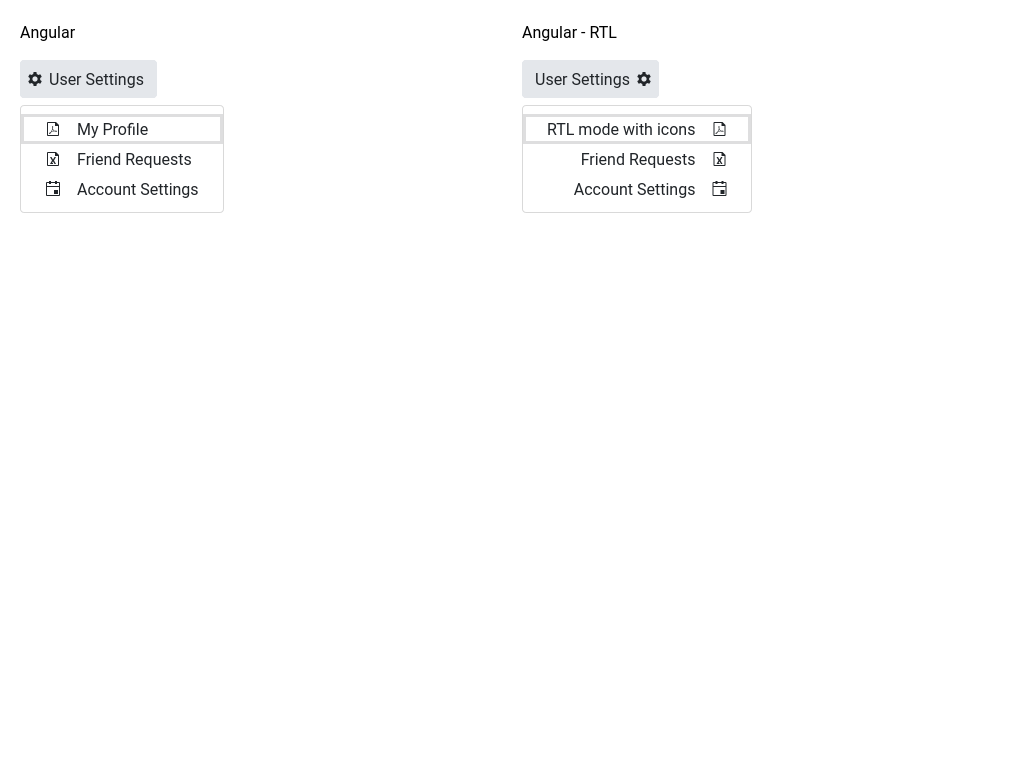 Angular
User Settings
My Profile
Friend Requests
Account Settings
Angular - RTL
User Settings
RTL mode with icons
Friend Requests
Account Settings